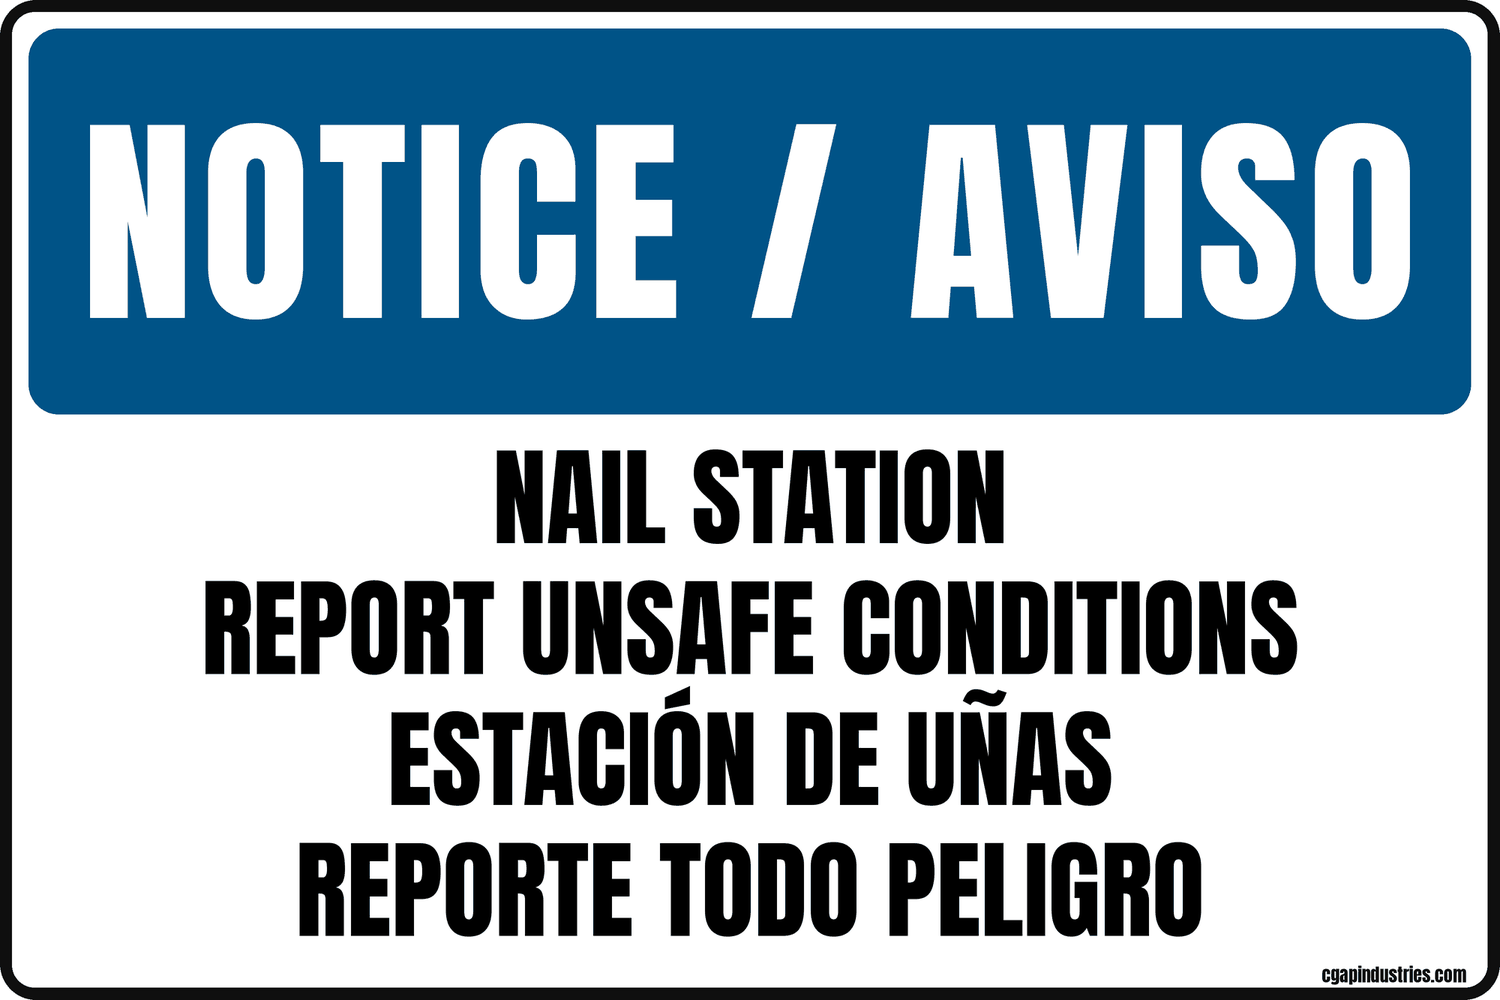 NOTICE / AVISO
NAIL STATION
REPORT UNSAFE CONDITIONS
ESTACIÓN DE UÑAS
REPORTE TODO PELIGRO
cgapindustries.com